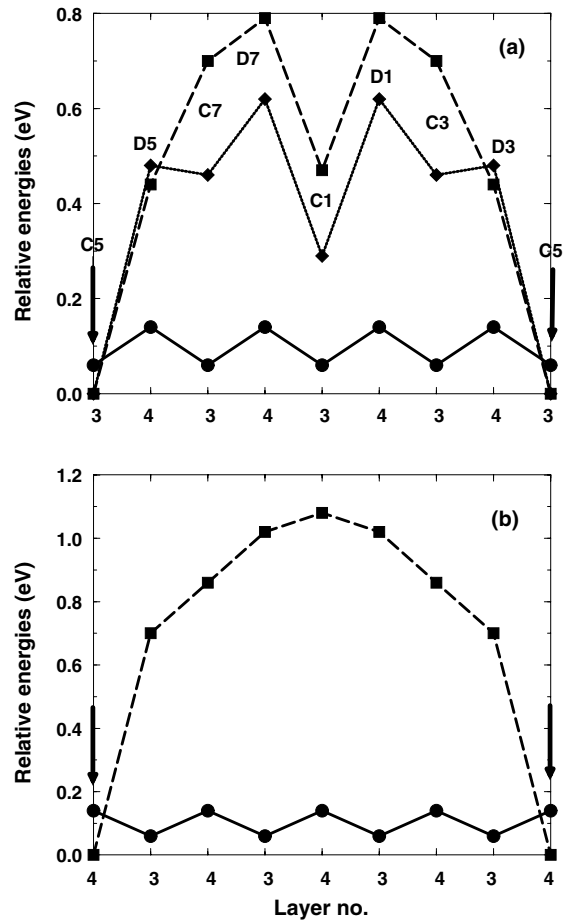 0.8
(a)
D7
D1
0.6
C7
C3
D5
D3
0.4
C5
C1
C5
0.2
0.0
3 4 3 4 3 4 3 4 3
Relative energies (eV)
1.2
(b)
1.0
0.8
0.6
0.4
0.2
0.0
4 3 4 3 4 3 4 3 4
Relative energies (eV)
Layer no.